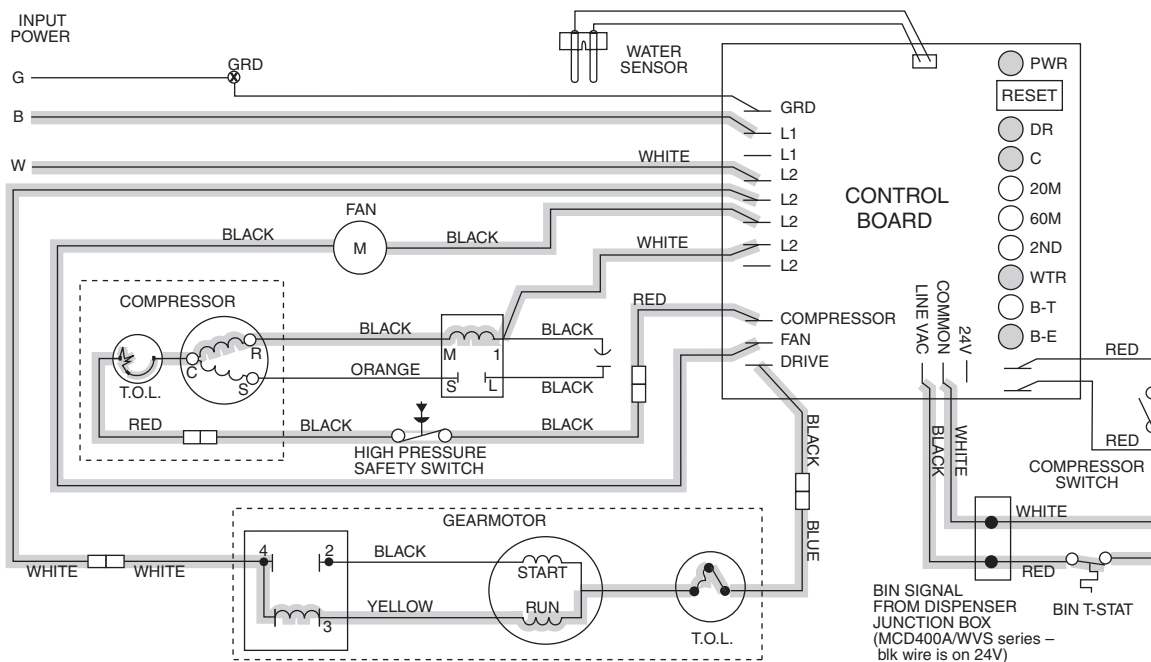 INPUT
POWER
G
GRD
B
W
WHITE
WATER
SENSOR
GRD
L1
L1
L2
L2
L2
L2
L2
CONTROL
BOARD
PWR
RESET
DR
C
20M
60M
2ND
WTR
B-T
B-E
FAN
M
BLACK
BLACK
WHITE
RED
COMPRESSOR
FAN
DRIVE
LINE VAC
COMMON
24V
RED
RED
COMPRESSOR
SWITCH
COMPRESSOR
T.O.L.
C
R
S
BLACK
ORANGE
M
1
S
L
BLACK
BLACK
RED
BLACK
BLACK
HIGH PRESSURE
SAFETY SWITCH
BLACK
BLUE
BLACK
WHITE
WHITE
RED
BIN T-STAT
BIN SIGNAL
FROM DISPENSER
JUNCTION BOX
(MCD400A/WVS series –
blk wire is on 24V)
GEARMOTOR
WHITE
WHITE
4
2
3
BLACK
YELLOW
START
RUN
T.O.L.